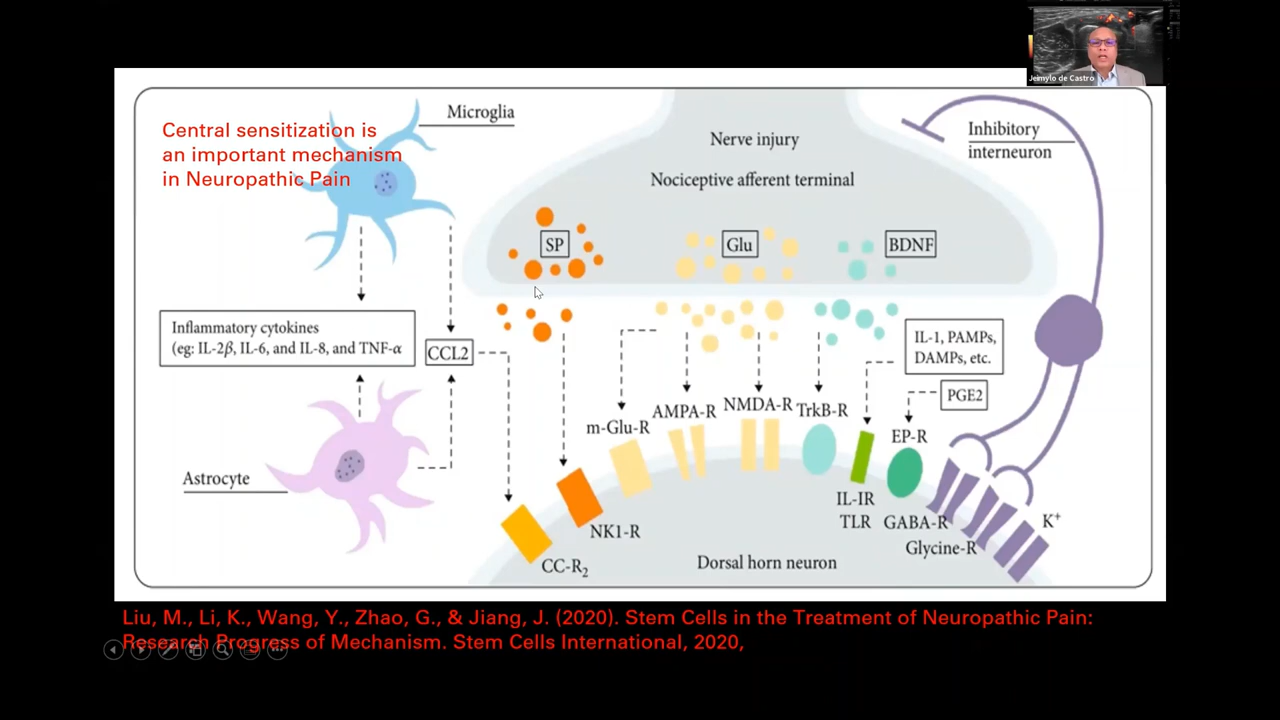 Jeimylo de Castro
Central sensitization is
an important mechanism
in Neuropathic Pain
Microglia
Nerve injury
Nociceptive afferent terminal
Inhibitory
interneuron
SP
Glu
BDNF
Inflammatory cytokines
(eg: IL-2β, IL-6, and IL-8, and TNF-α
CCL2
IL-1, PAMPs,
DAMPs, etc.
PGE2
m-Glu-R
AMPA-R
NMDA-R
TrkB-R
EP-R
Astrocyte
IL-IR
TLR
GABA-R
Glycine-R
K+
NK1-R
CC-R2
Dorsal horn neuron
Liu, M., Li, K., Wang, Y., Zhao, G., & Jiang, J. (2020). Stem Cells in the Treatment of Neuropathic Pain:
Research Progress of Mechanism. Stem Cells International, 2020,